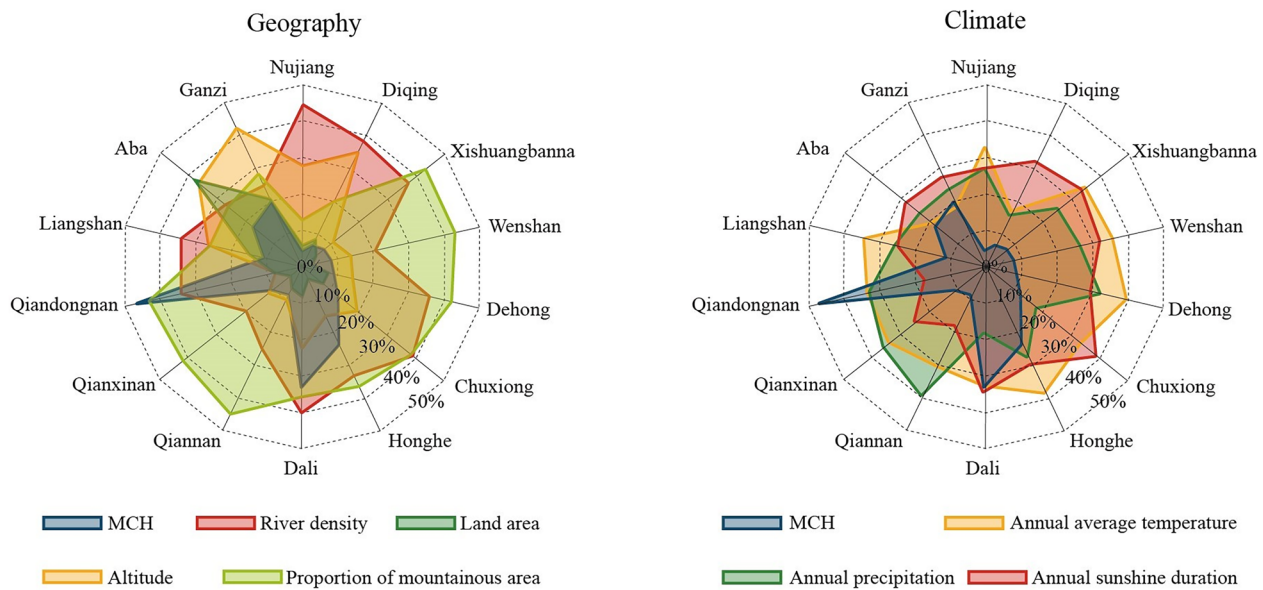 Geography
Climate
Nujiang
Diqing
Xishuangbanna
Wenshan
Dehong
Chuxiong
Honghe
Dali
Qiannan
Qianxinan
Qiandongnan
Liangshan
Aba
Ganzi
0%
10%
20%
30%
40%
50%
Nujiang
Diqing
Xishuangbanna
Wenshan
Dehong
Chuxiong
Honghe
Dali
Qiannan
Qianxinan
Qiandongnan
Liangshan
Aba
Ganzi
0%
10%
20%
30%
40%
50%
MCH
River density
Land area
Altitude
Proportion of mountainous area
MCH
Annual average temperature
Annual precipitation
Annual sunshine duration